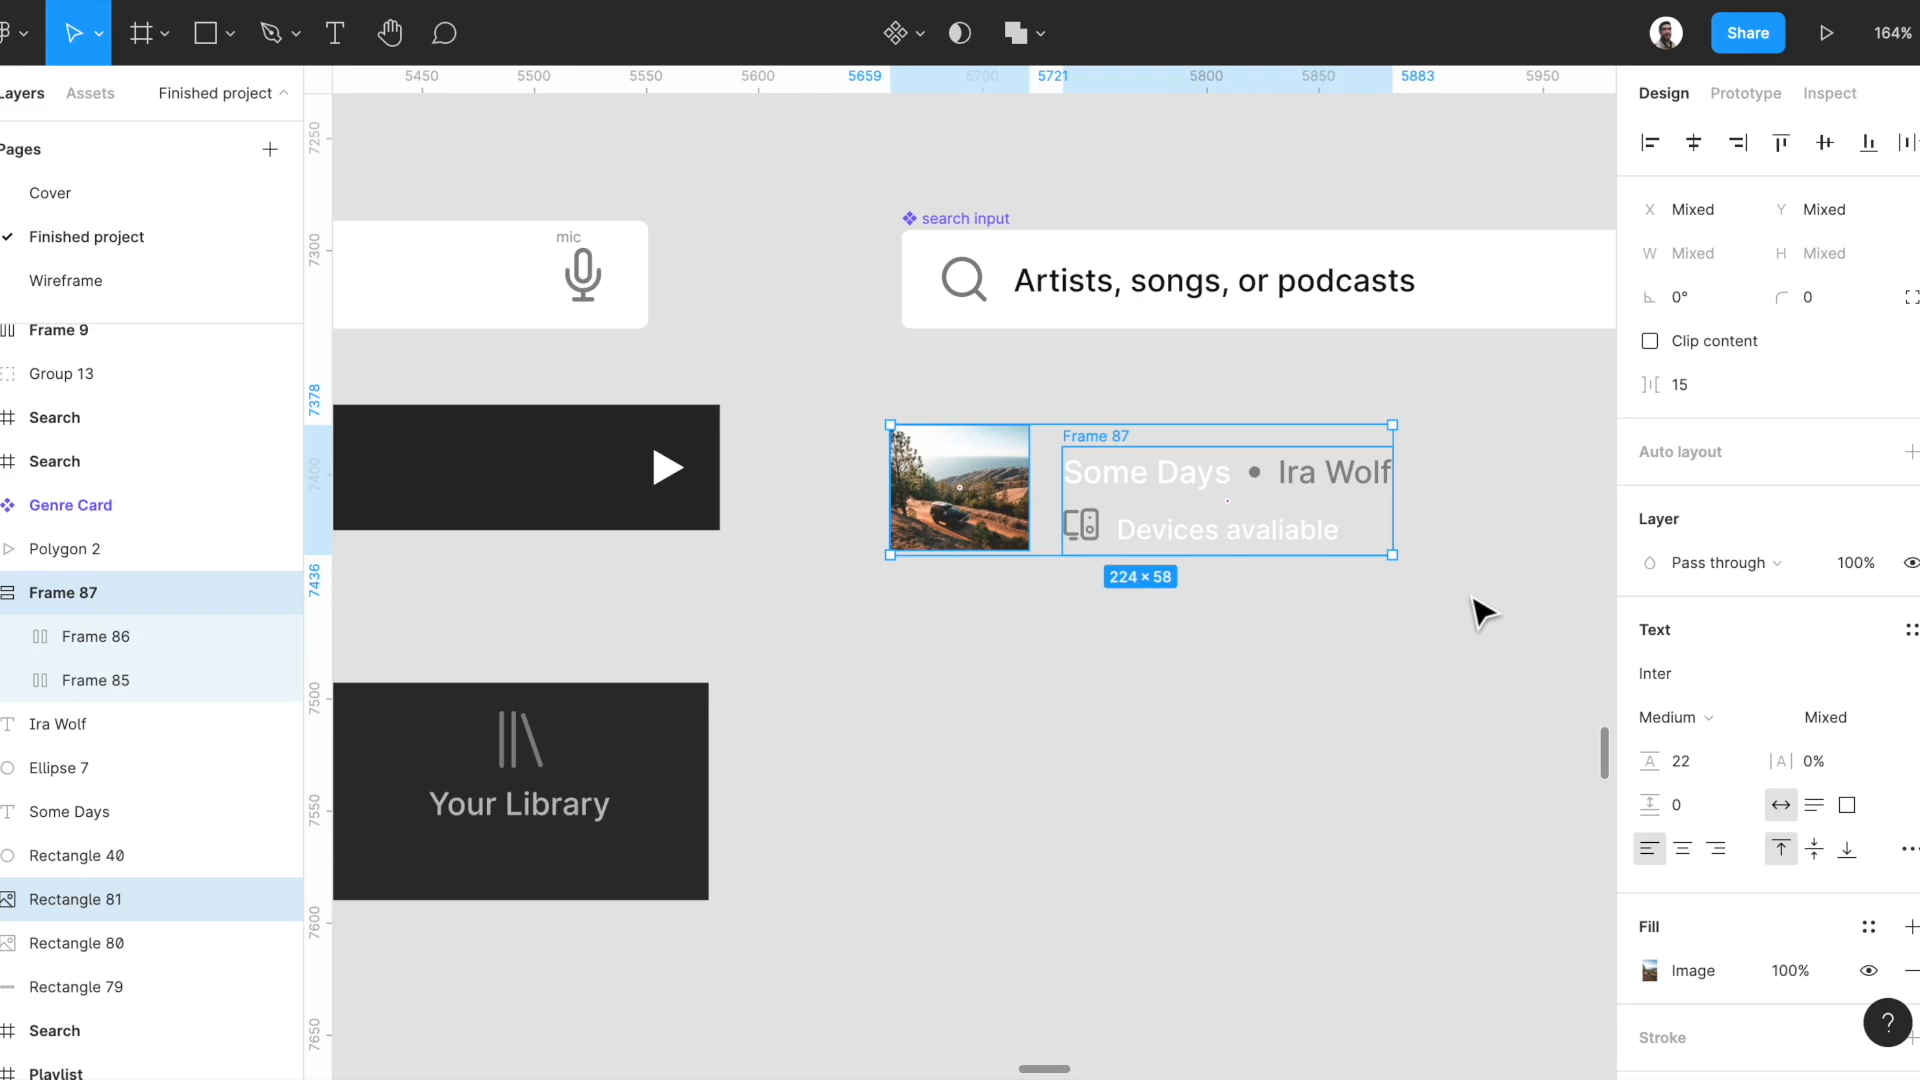 Share
164%
Layers
Assets
Finished project
Pages
Cover
Finished project
Wireframe
Frame 9
Group 13
Search
Search
Genre Card
Polygon 2
Frame 87
Frame 86
Frame 85
Ira Wolf
Ellipse 7
Some Days
Rectangle 40
Rectangle 81
Rectangle 80
Rectangle 79
Search
Playlist
5450
5500
5550
5600
5659
5700
5721
5800
5850
5883
5950
7250
7300
7378
7400
7436
7500
7550
7600
7650
mic
search input
Artists, songs, or podcasts
Frame 87
Some Days • Ira Wolf
Devices avaliable
224 × 58
Your Library
Design
Prototype
Inspect
X Mixed
Y Mixed
W Mixed
H Mixed
0°
0
Clip content
15
Auto layout
Layer
Pass through
100%
Text
Inter
Medium
Mixed
A 22
|A| 0%
0
Fill
Image
100%
Stroke
?